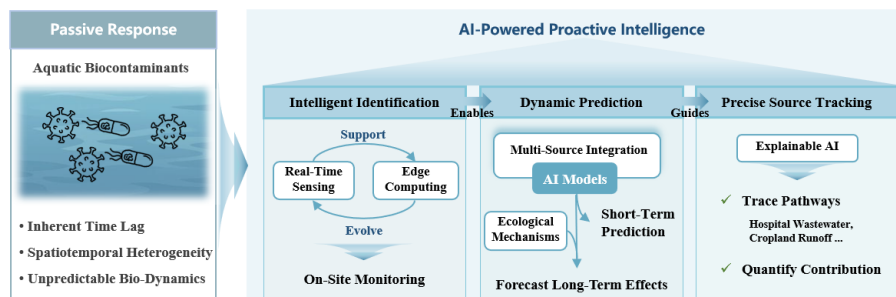 Passive Response
Aquatic Biocontaminants
• Inherent Time Lag
• Spatiotemporal Heterogeneity
• Unpredictable Bio-Dynamics
AI-Powered Proactive Intelligence
Intelligent Identification
Enables
Dynamic Prediction
Guides
Precise Source Tracking
Support
Real-Time
Sensing
Edge
Computing
Evolve
On-Site Monitoring
Multi-Source Integration
AI Models
Ecological
Mechanisms
Short-Term
Prediction
Forecast Long-Term Effects
Explainable AI
✓ Trace Pathways
Hospital Wastewater,
Cropland Runoff ...
✓ Quantify Contribution